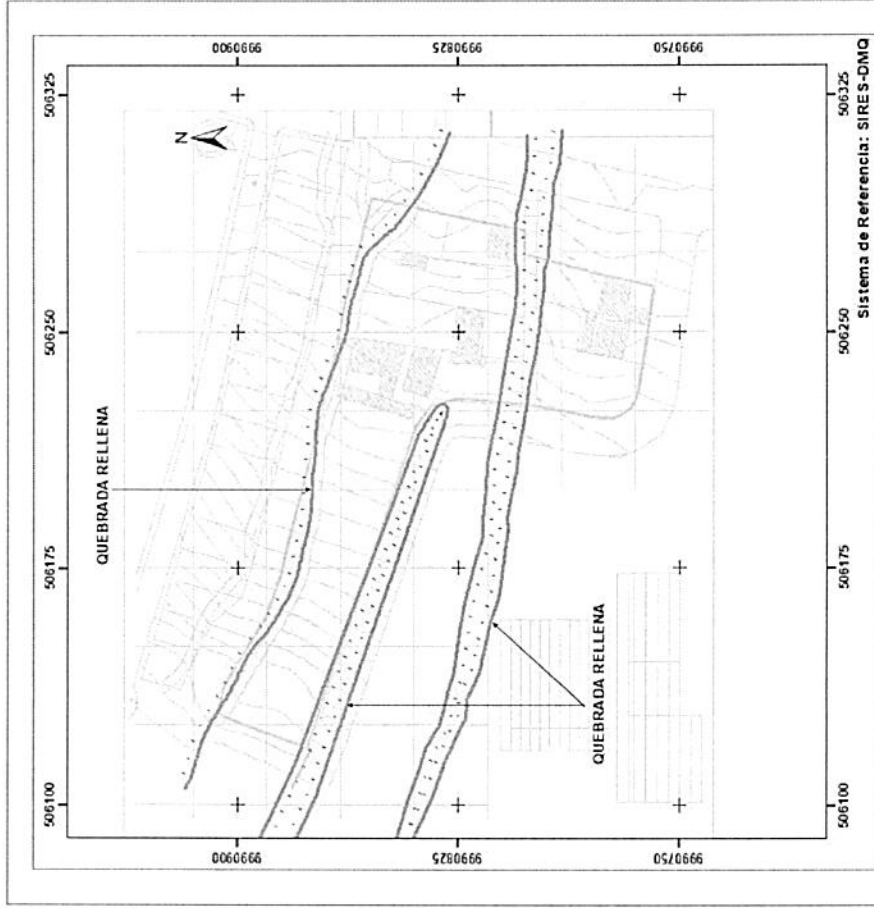 506100 506175 506250 506325
QUEBRADA RELLENA
N
9990900 9990900
9990825 9990825
QUEBRADA RELLENA
9990750 9990750
506100 506175 506250 506325
Sistema de Referencia: SIRES-DMQ